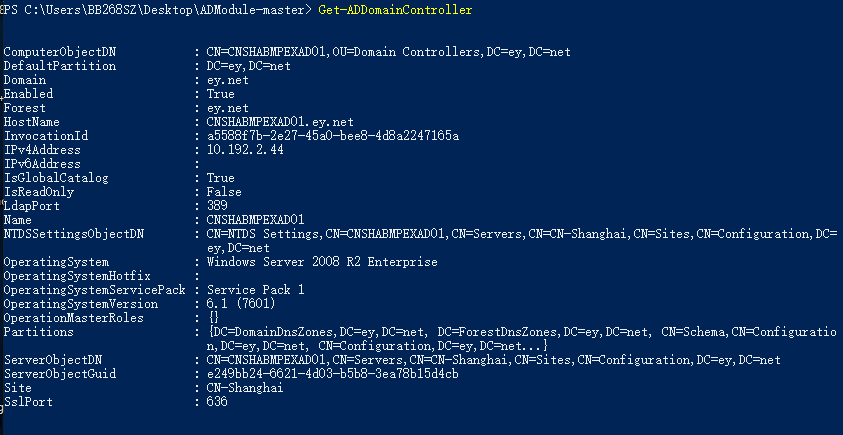 PS C:\Users\BB268SZ\Desktop\ADModule-master> Get-ADDomainController
ComputerObjectDN : CN=CNSHABMPEXAD01,OU=Domain Controllers,DC=ey,DC=net
DefaultPartition : DC=ey,DC=net
Domain : ey.net
Enabled : True
Forest : ey.net
HostName : CNSHABMPEXAD01.ey.net
InvocationId : a5588f7b-2e27-45a0-bee8-4d8a2247165a
IPv4Address : 10.192.2.44
IPv6Address :
IsGlobalCatalog : True
IsReadOnly : False
LdapPort : 389
Name : CNSHABMPEXAD01
NTDSSettingsObjectDN : CN=NTDS Settings,CN=CNSHABMPEXAD01,CN=Servers,CN=CN-Shanghai,CN=Sites,CN=Configuration,DC=
ey,DC=net
OperatingSystem : Windows Server 2008 R2 Enterprise
OperatingSystemHotfix :
OperatingSystemServicePack : Service Pack 1
OperatingSystemVersion : 6.1 (7601)
OperationMasterRoles : {}
Partitions : {DC=DomainDnsZones,DC=ey,DC=net, DC=ForestDnsZones,DC=ey,DC=net, CN=Schema,CN=Configuratio
n,DC=ey,DC=net, CN=Configuration,DC=ey,DC=net...}
ServerObjectDN : CN=CNSHABMPEXAD01,CN=Servers,CN=CN-Shanghai,CN=Sites,CN=Configuration,DC=ey,DC=net
ServerObjectGuid : e249bb24-6621-4d03-b5b8-3ea78b15d4cb
Site : CN-Shanghai
SslPort : 636